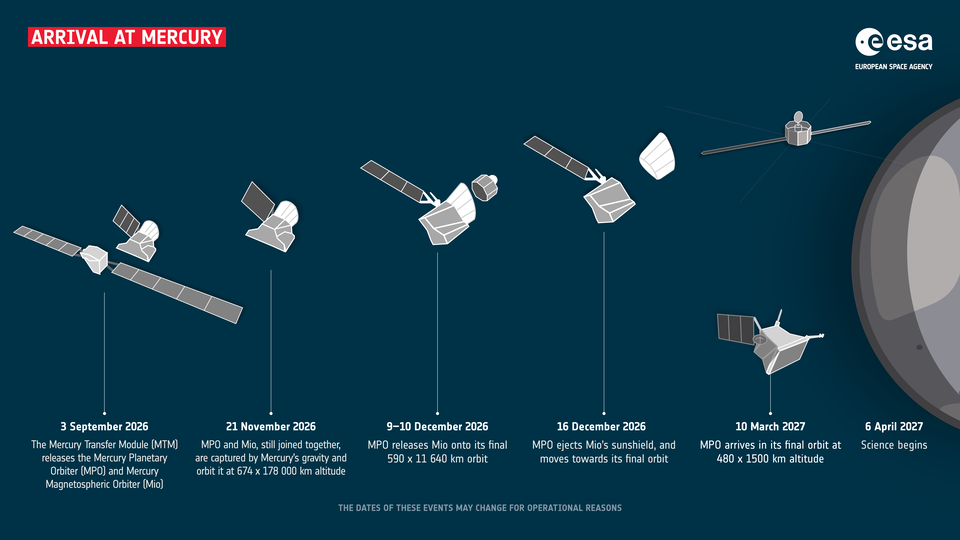 ARRIVAL AT MERCURY
esa
EUROPEAN SPACE AGENCY
3 September 2026
The Mercury Transfer Module (MTM)
releases the Mercury Planetary
Orbiter (MPO) and Mercury
Magnetospheric Orbiter (Mio)
21 November 2026
MPO and Mio, still joined together,
are captured by Mercury's gravity and
orbit it at 674 x 178 000 km altitude
9–10 December 2026
MPO releases Mio onto its final
590 x 11 640 km orbit
16 December 2026
MPO ejects Mio's sunshield, and
moves towards its final orbit
10 March 2027
MPO arrives in its final orbit at
480 x 1500 km altitude
6 April 2027
Science begins
THE DATES OF THESE EVENTS MAY CHANGE FOR OPERATIONAL REASONS